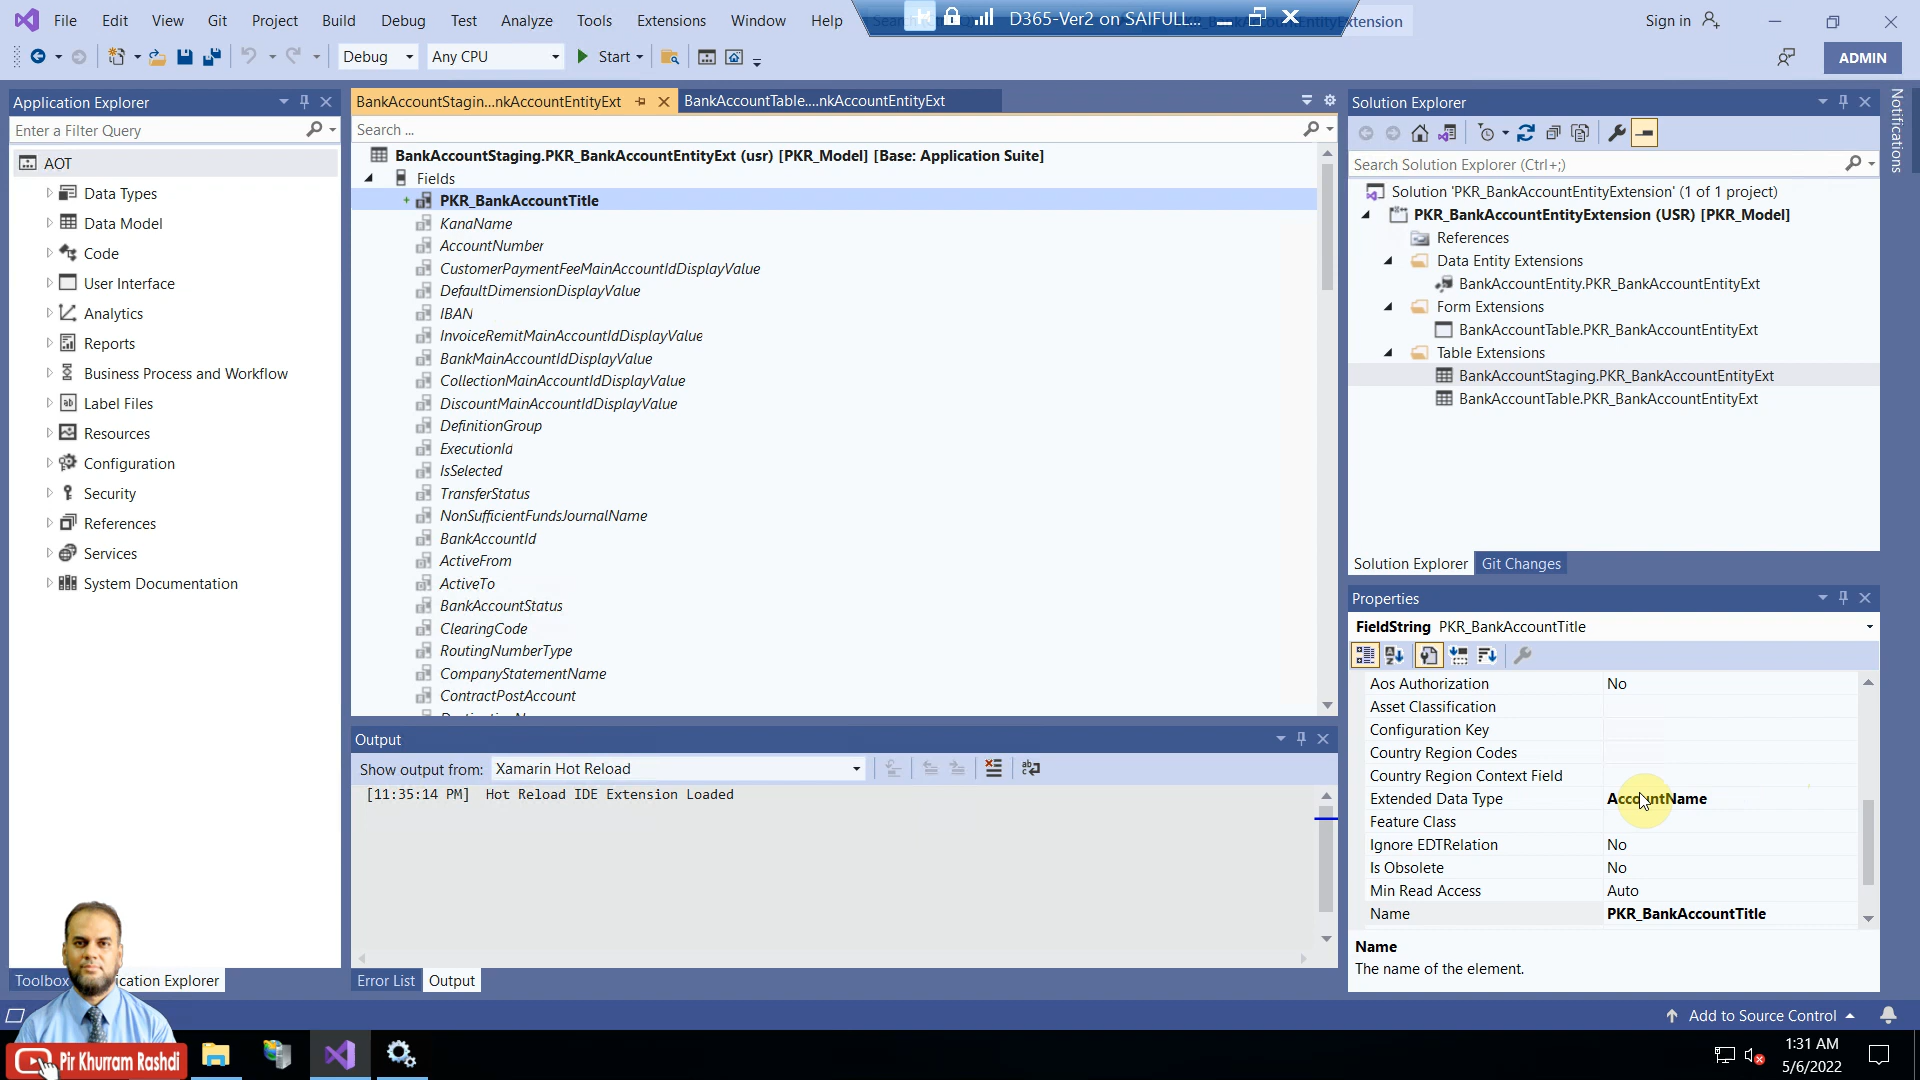 File Edit View Git Project Build Debug Test Analyze Tools Extensions Window Help
D365-Ver2 on SAIFULL...
Sign in
Debug Any CPU Start
ADMIN
Application Explorer
Enter a Filter Query
AOT
Data Types
Data Model
Code
User Interface
Analytics
Reports
Business Process and Workflow
Label Files
Resources
Configuration
Security
References
Services
System Documentation
Toolbox
BankAccountStagin...nkAccountEntityExt
BankAccountTable....nkAccountEntityExt
Search ...
BankAccountStaging.PKR_BankAccountEntityExt (usr) [PKR_Model] [Base: Application Suite]
Fields
PKR_BankAccountTitle
KanaName
AccountNumber
CustomerPaymentFeeMainAccountIdDisplayValue
DefaultDimensionDisplayValue
IBAN
InvoiceRemitMainAccountIdDisplayValue
BankMainAccountIdDisplayValue
CollectionMainAccountIdDisplayValue
DiscountMainAccountIdDisplayValue
DefinitionGroup
ExecutionId
IsSelected
TransferStatus
NonSufficientFundsJournalName
BankAccountId
ActiveFrom
ActiveTo
BankAccountStatus
ClearingCode
RoutingNumberType
CompanyStatementName
ContractPostAccount
Output
Show output from: Xamarin Hot Reload
[11:35:14 PM] Hot Reload IDE Extension Loaded
Error List Output
Solution Explorer
Search Solution Explorer (Ctrl+;)
Solution 'PKR_BankAccountEntityExtension' (1 of 1 project)
PKR_BankAccountEntityExtension (USR) [PKR_Model]
References
Data Entity Extensions
BankAccountEntity.PKR_BankAccountEntityExt
Form Extensions
BankAccountTable.PKR_BankAccountEntityExt
Table Extensions
BankAccountStaging.PKR_BankAccountEntityExt
BankAccountTable.PKR_BankAccountEntityExt
Solution Explorer Git Changes
Properties
FieldString PKR_BankAccountTitle
Aos Authorization No
Asset Classification
Configuration Key
Country Region Codes
Country Region Context Field
Extended Data Type AccountName
Feature Class
Ignore EDTRelation No
Is Obsolete No
Min Read Access Auto
Name PKR_BankAccountTitle
Name
The name of the element.
Notifications
Add to Source Control
Pir Khurram Rashdi
1:31 AM
5/6/2022